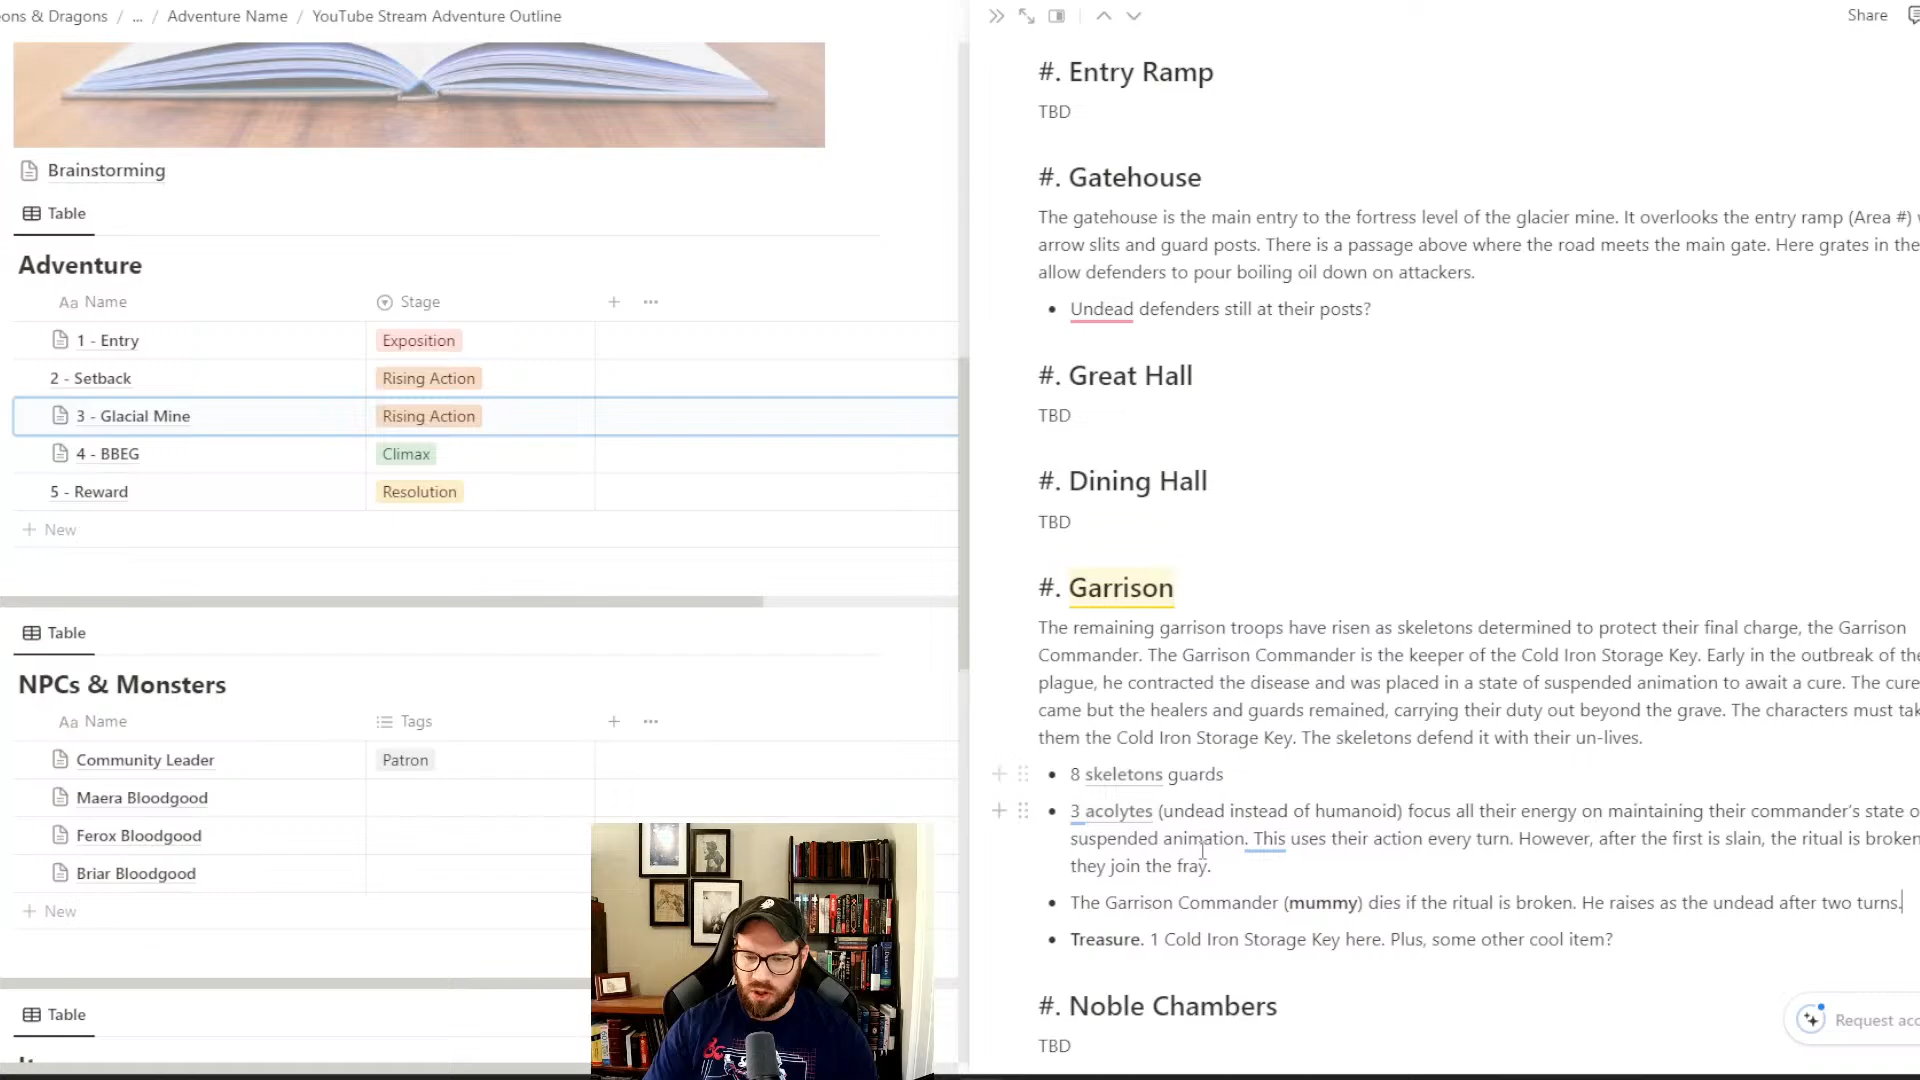 ons & Dragons / ... / Adventure Name / YouTube Stream Adventure Outline
Brainstorming
Table
Adventure
Aa Name Stage + ...
1 - Entry Exposition
2 - Setback Rising Action
3 - Glacial Mine Rising Action
4 - BBEG Climax
5 - Reward Resolution
+ New
Table
NPCs & Monsters
Aa Name Tags + ...
Community Leader Patron
Maera Bloodgood
Ferox Bloodgood
Briar Bloodgood
+ New
Table
Share
#. Entry Ramp
TBD
#. Gatehouse
The gatehouse is the main entry to the fortress level of the glacier mine. It overlooks the entry ramp (Area #)
arrow slits and guard posts. There is a passage above where the road meets the main gate. Here grates in the
allow defenders to pour boiling oil down on attackers.
• Undead defenders still at their posts?
#. Great Hall
TBD
#. Dining Hall
TBD
#. Garrison
The remaining garrison troops have risen as skeletons determined to protect their final charge, the Garrison
Commander. The Garrison Commander is the keeper of the Cold Iron Storage Key. Early in the outbreak of the
plague, he contracted the disease and was placed in a state of suspended animation to await a cure. The cure
came but the healers and guards remained, carrying their duty out beyond the grave. The characters must tak
them the Cold Iron Storage Key. The skeletons defend it with their un-lives.
• 8 skeletons guards
• 3 acolytes (undead instead of humanoid) focus all their energy on maintaining their commander's state o
suspended animation. This uses their action every turn. However, after the first is slain, the ritual is broken
they join the fray.
• The Garrison Commander (mummy) dies if the ritual is broken. He raises as the undead after two turns.
• Treasure. 1 Cold Iron Storage Key here. Plus, some other cool item?
#. Noble Chambers
TBD
Request acc